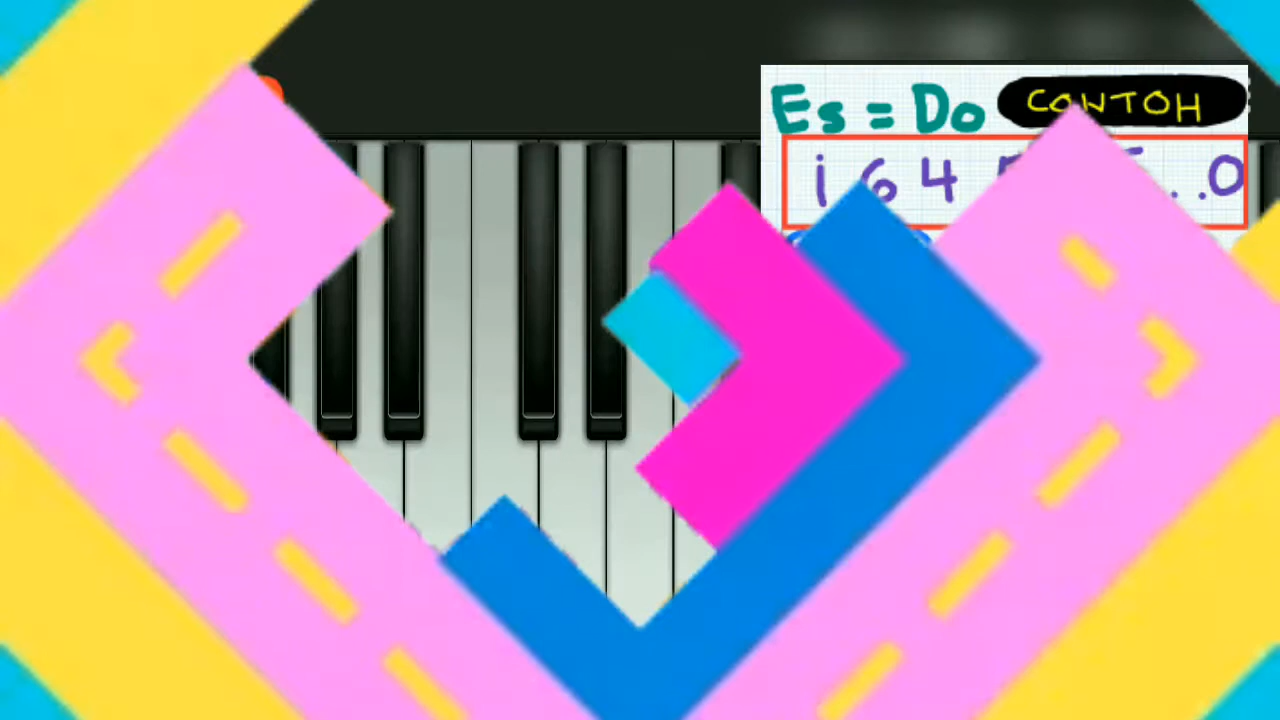 Es = Do CONTOH
i 6 4 . . 0